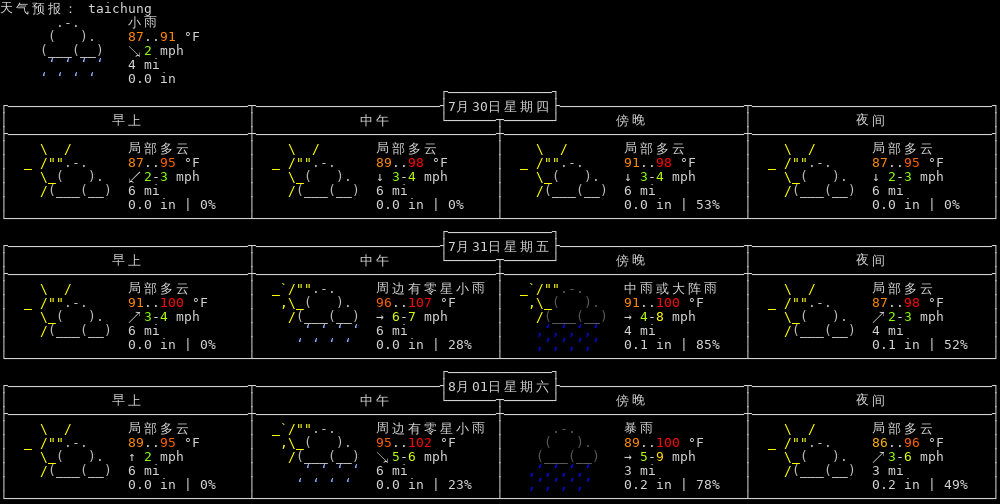 天气预报： taichung
小雨
87..91 °F
↘ 2 mph
4 mi
0.0 in
7月30日星期四
早上 中午 傍晚 夜间
局部多云 局部多云 局部多云 局部多云
87..95 °F 89..98 °F 91..98 °F 87..95 °F
↙ 2-3 mph ↓ 3-4 mph ↓ 3-4 mph ↓ 2-3 mph
6 mi 6 mi 6 mi 6 mi
0.0 in | 0% 0.0 in | 0% 0.0 in | 53% 0.0 in | 0%
7月31日星期五
早上 中午 傍晚 夜间
局部多云 周边有零星小雨 中雨或大阵雨 局部多云
91..100 °F 96..107 °F 91..100 °F 87..98 °F
↗ 3-4 mph → 6-7 mph → 4-8 mph ↗ 2-3 mph
6 mi 6 mi 4 mi 4 mi
0.0 in | 0% 0.0 in | 28% 0.1 in | 85% 0.1 in | 52%
8月01日星期六
早上 中午 傍晚 夜间
局部多云 周边有零星小雨 暴雨 局部多云
89..95 °F 95..102 °F 89..100 °F 86..96 °F
↑ 2 mph ↘ 5-6 mph → 5-9 mph ↗ 3-6 mph
6 mi 6 mi 3 mi 3 mi
0.0 in | 0% 0.0 in | 23% 0.2 in | 78% 0.2 in | 49%